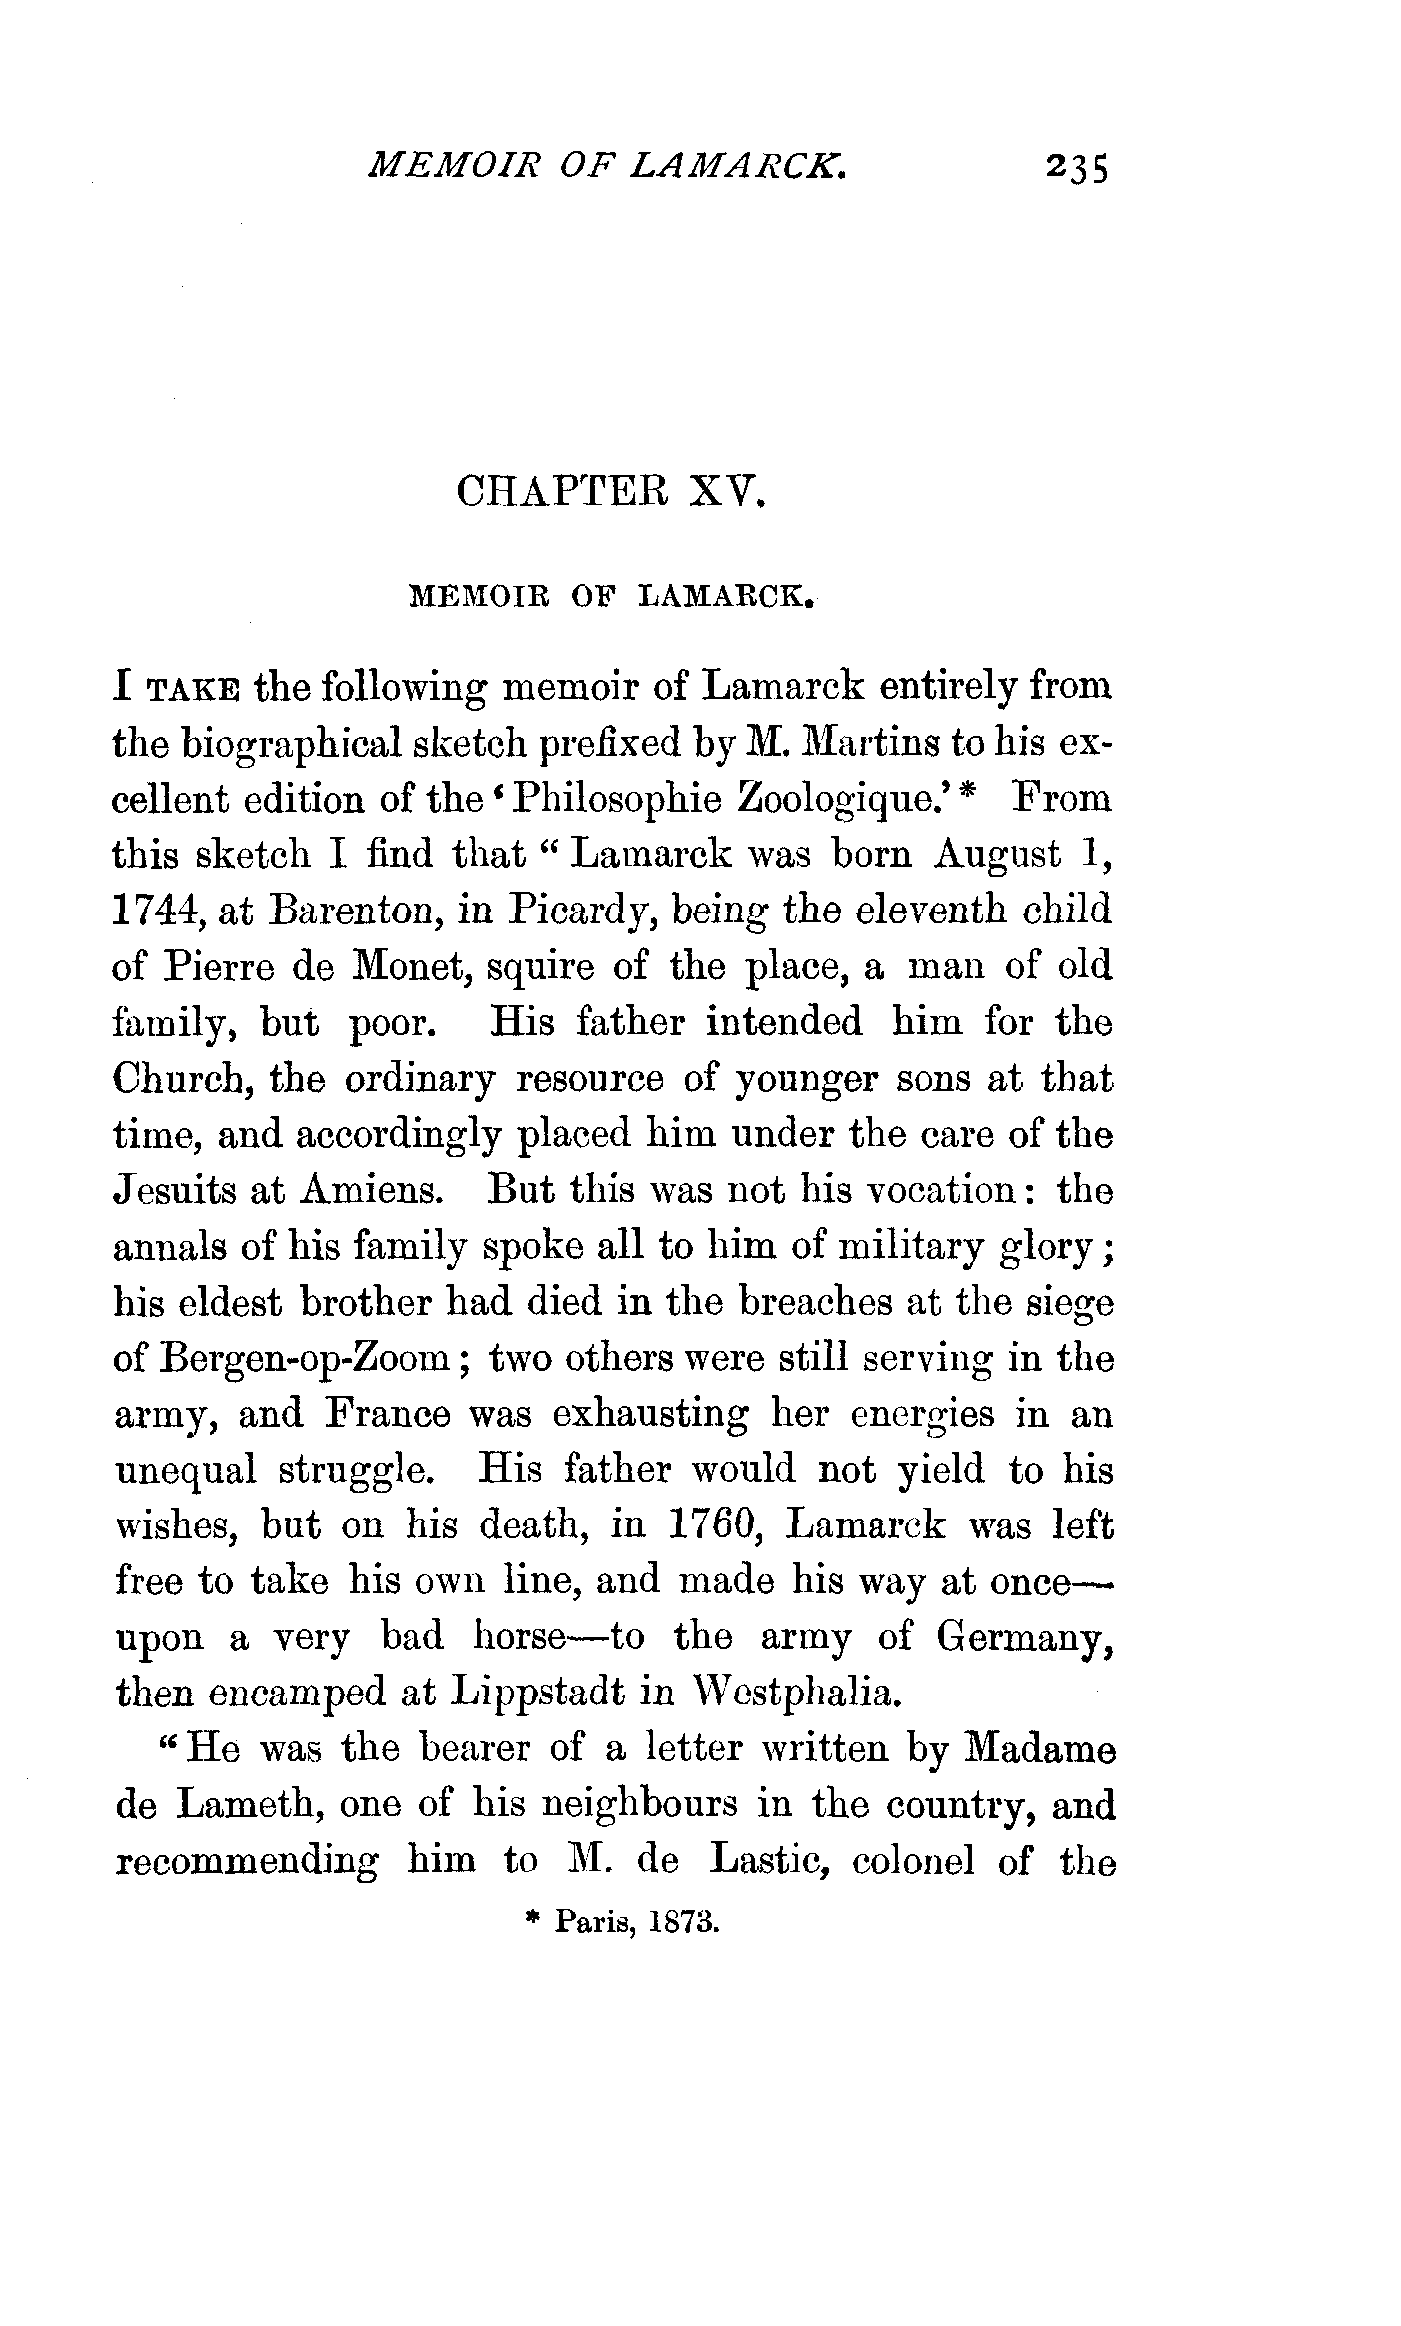 MEMOIR OF LAMARCK. 235
CHAPTER XV.
MEMOIR OF LAMARCK.
I TAKE the following memoir of Lamarck entirely from
the biographical sketch prefixed by M. Martins to his ex-
cellent edition of the ‘Philosophie Zoologique.’* From
this sketch I find that “Lamarck was born August 1,
1744, at Barenton, in Picardy, being the eleventh child
of Pierre de Monet, squire of the place, a man of old
family, but poor. His father intended him for the
Church, the ordinary resource of younger sons at that
time, and accordingly placed him under the care of the
Jesuits at Amiens. But this was not his vocation: the
annals of his family spoke all to him of military glory;
his eldest brother had died in the breaches at the siege
of Bergen-op-Zoom; two others were still serving in the
army, and France was exhausting her energies in an
unequal struggle. His father would not yield to his
wishes, but on his death, in 1760, Lamarck was left
free to take his own line, and made his way at once—
upon a very bad horse—to the army of Germany,
then encamped at Lippstadt in Westphalia.
“He was the bearer of a letter written by Madame
de Lameth, one of his neighbours in the country, and
recommending him to M. de Lastic, colonel of the
* Paris, 1873.